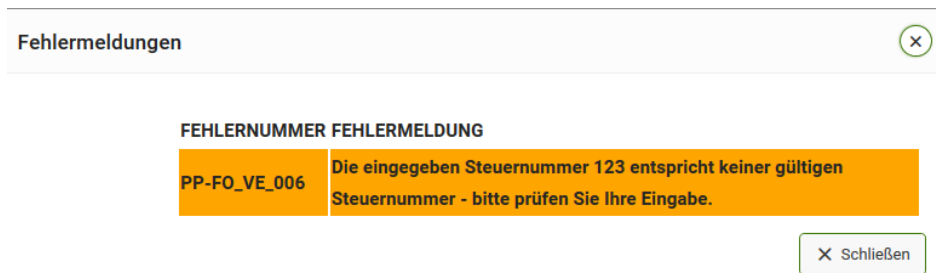 Fehlermeldungen
FEHLERNUMMER FEHLERMELDUNG
PP-FO_VE_006
Die eingegeben Steuernummer 123 entspricht keiner gültigen
Steuernummer - bitte prüfen Sie Ihre Eingabe.
Schließen